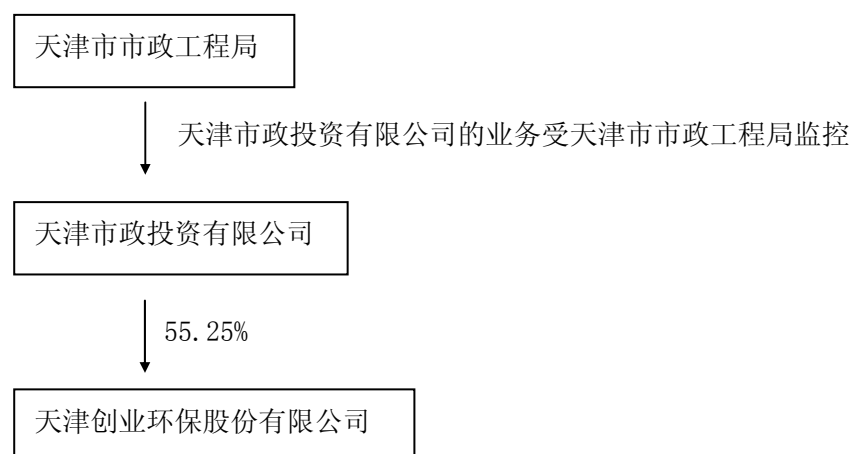 天津市市政工程局
天津市政投资有限公司的业务受天津市市政工程局监控
天津市政投资有限公司
55.25%
天津创业环保股份有限公司